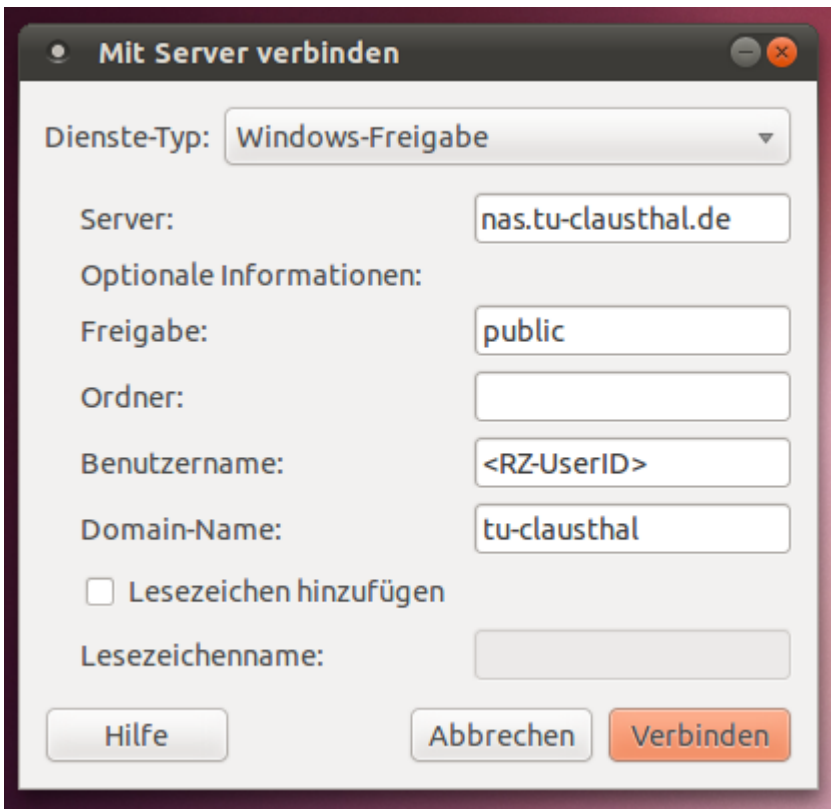 Mit Server verbinden
Dienste-Typ: Windows-Freigabe
Server: nas.tu-clausthal.de
Optionale Informationen:
Freigabe: public
Ordner:
Benutzername: <RZ-UserID>
Domain-Name: tu-clausthal
Lesezeichen hinzufügen
Lesezeichenname:
Hilfe Abbrechen Verbinden